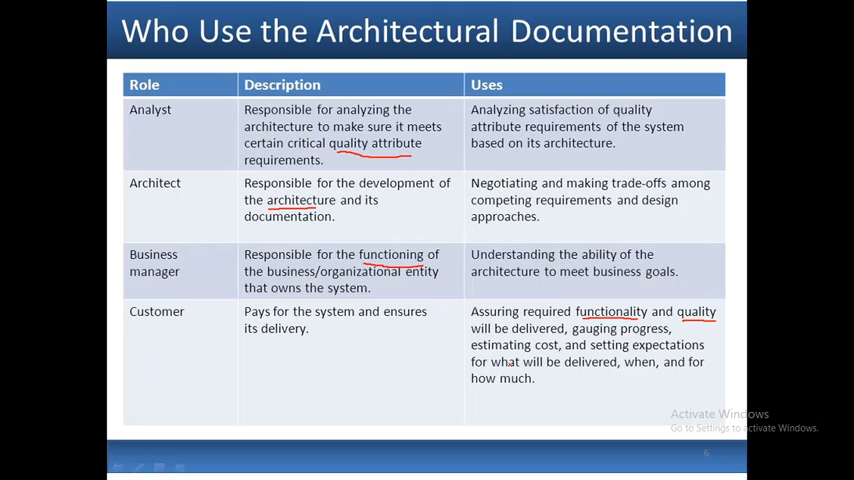 Who Use the Architectural Documentation
Role Description Uses
Analyst
Responsible for analyzing the
architecture to make sure it meets
certain critical quality attribute
requirements.
Analyzing satisfaction of quality
attribute requirements of the system
based on its architecture.
Architect
Responsible for the development of
the architecture and its
documentation.
Negotiating and making trade-offs among
competing requirements and design
approaches.
Business
manager
Responsible for the functioning of
the business/organizational entity
that owns the system.
Understanding the ability of the
architecture to meet business goals.
Customer
Pays for the system and ensures
its delivery.
Assuring required functionality and quality
will be delivered, gauging progress,
estimating cost, and setting expectations
for what will be delivered, when, and for
how much.
Activate Windows
Go to Settings to activate Windows.
6